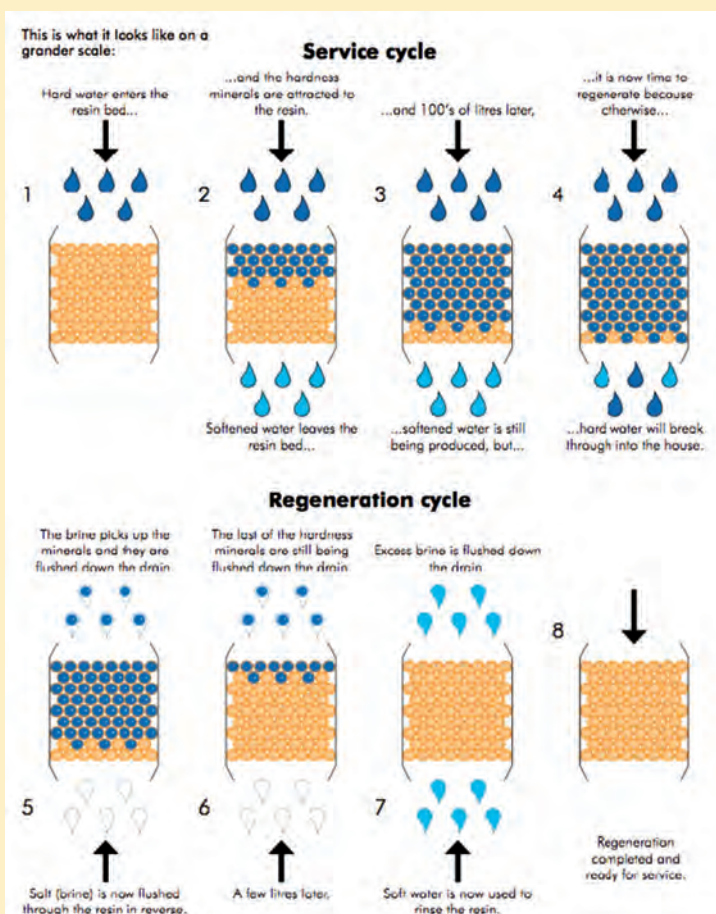 This is what it looks like on a
grander scale:
Service cycle
Hard water enters the
resin bed...
...and the hardness
minerals are attracted to
the resin.
...and 100's of litres later,
...it is now time to
regenerate because
otherwise...
1
2
3
4
Softened water leaves the
resin bed...
...softened water is still
being produced, but...
...hard water will break
through into the house.
Regeneration cycle
The brine picks up the
minerals and they are
flushed down the drain
The last of the hardness
minerals are still being
flushed down the drain
Excess brine is flushed down
the drain
8
5
6
7
Salt (brine) is now flushed
through the resin in reverse.
A few litres later,
Soft water is now used to
rinse the resin.
Regeneration
completed and
ready for service.